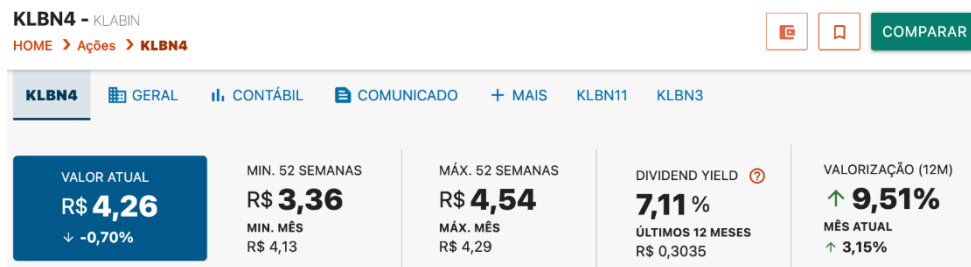 KLBN4 - KLABIN
HOME > Ações > KLBN4
COMPARAR
KLBN4 GERAL CONTÁBIL COMUNICADO + MAIS KLBN11 KLBN3
VALOR ATUAL
R$ 4,26
↓ -0,70%
MIN. 52 SEMANAS
R$ 3,36
MIN. MÊS
R$ 4,13
MÁX. 52 SEMANAS
R$ 4,54
MÁX. MÊS
R$ 4,29
DIVIDEND YIELD ?
7,11 %
ÚLTIMOS 12 MESES
R$ 0,3035
VALORIZAÇÃO (12M)
↑ 9,51%
MÊS ATUAL
↑ 3,15%